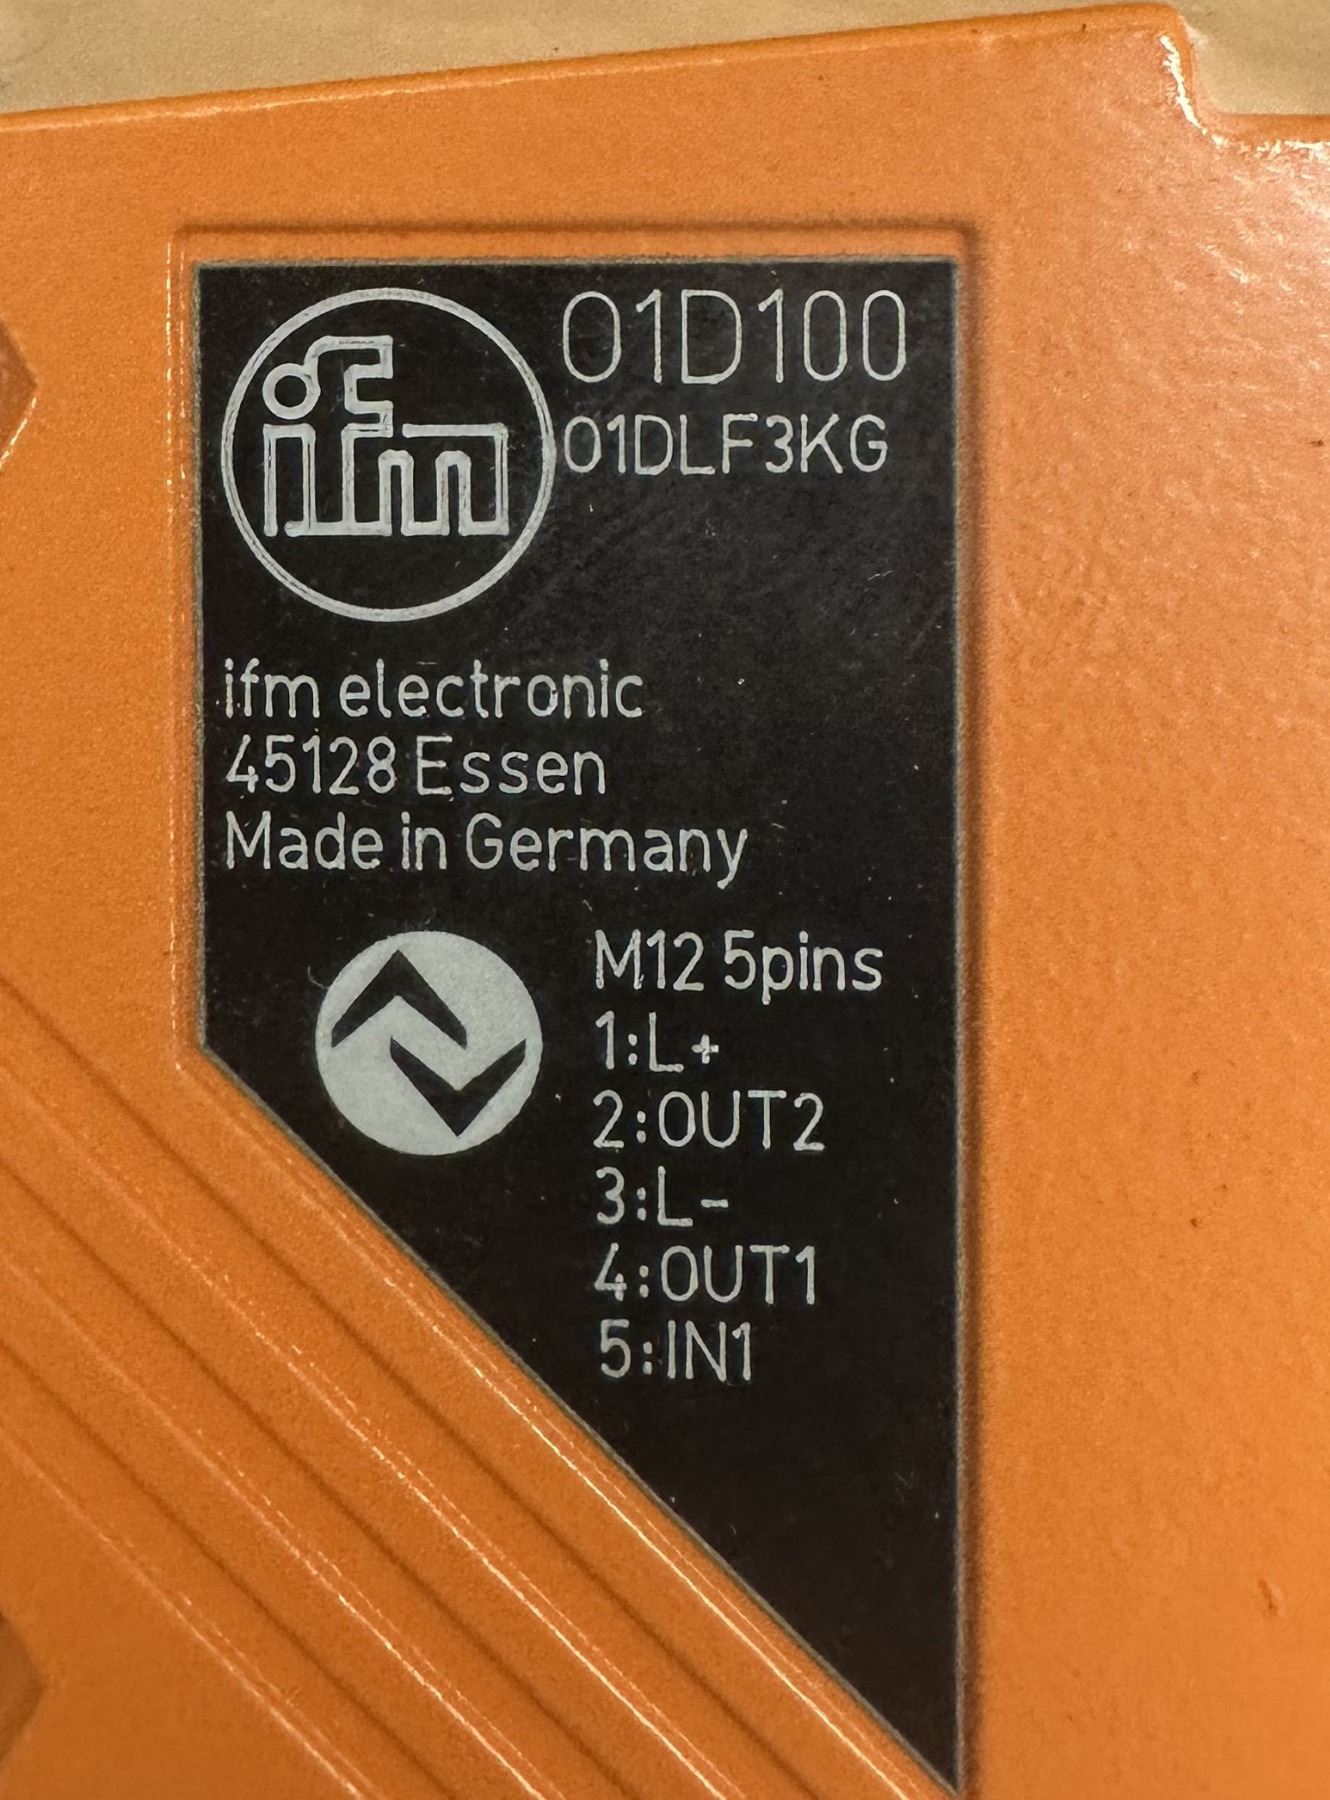 ifm
O1D100
O1DLF3KG
ifm electronic
45128 Essen
Made in Germany
M12 5pins
1:L+
2:OUT2
3:L-
4:OUT1
5:IN1